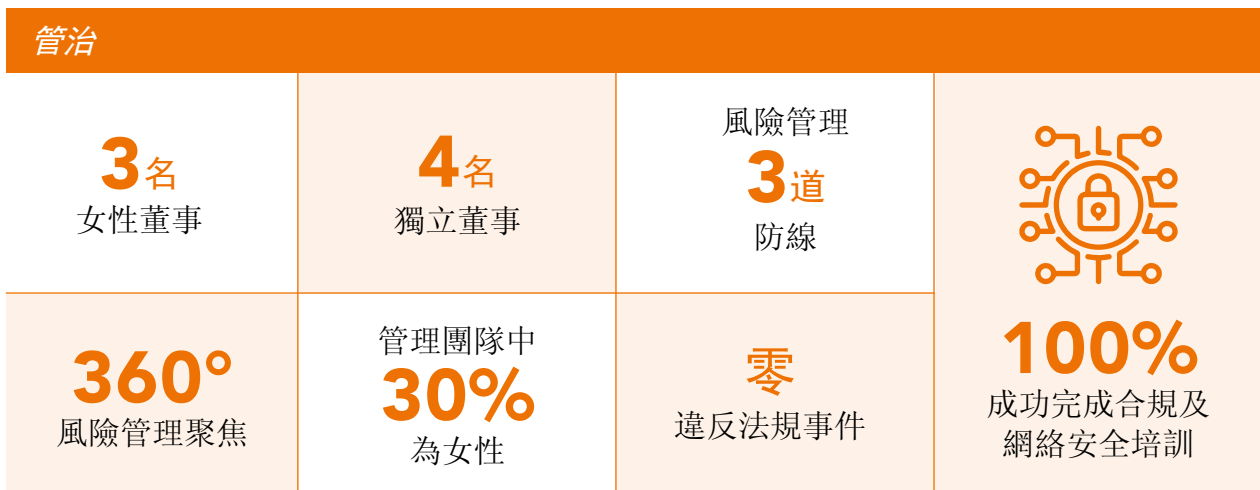 管治
3名
女性董事
4名
獨立董事
風險管理
3道
防線
360°
風險管理聚焦
管理團隊中
30%
為女性
零
違反法規事件
100%
成功完成合規及
網絡安全培訓